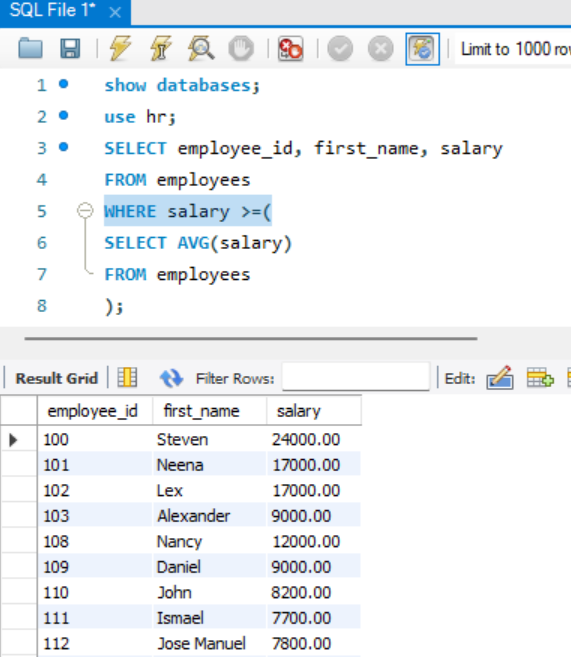 SQL File 1* ×
Limit to 1000
1 show databases;
2 use hr;
3 SELECT employee_id, first_name, salary
4 FROM employees
5 WHERE salary >=(
6 SELECT AVG(salary)
7 FROM employees
8 );
Result Grid Filter Rows: Edit:
employee_id first_name salary
100 Steven 24000.00
101 Neena 17000.00
102 Lex 17000.00
103 Alexander 9000.00
108 Nancy 12000.00
109 Daniel 9000.00
110 John 8200.00
111 Ismael 7700.00
112 Jose Manuel 7800.00